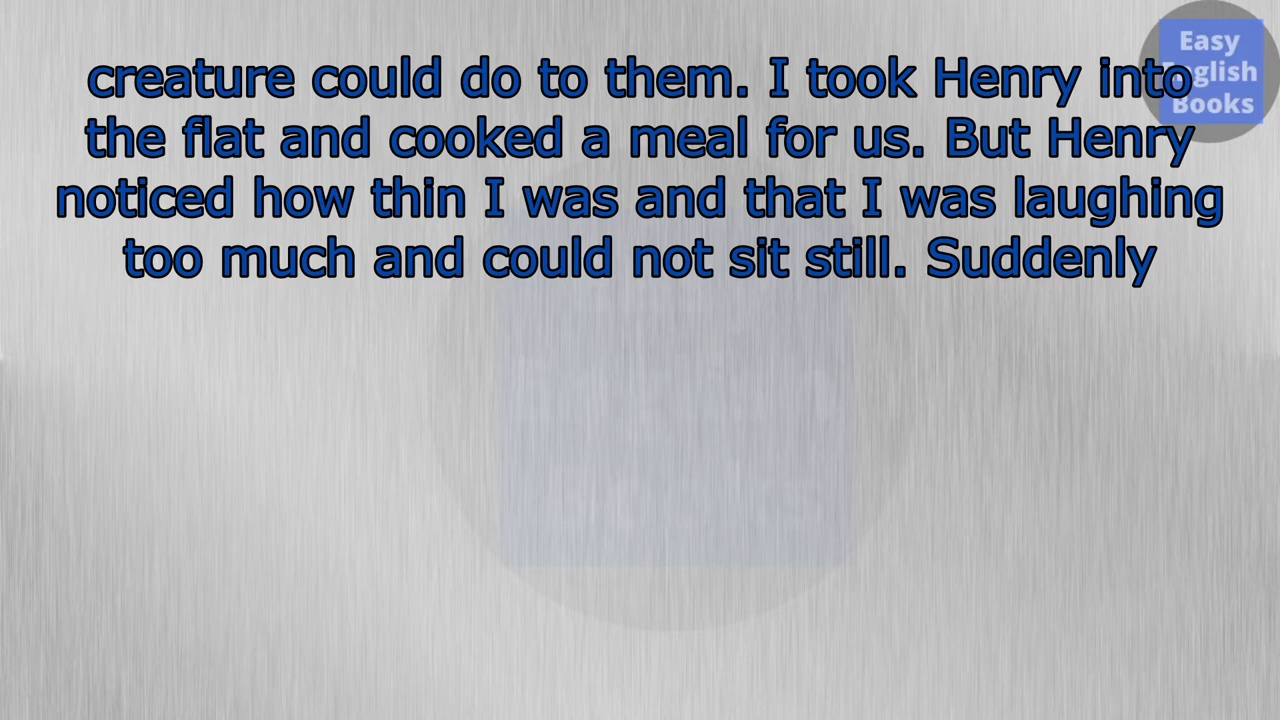 creature could do to them. I took Henry into
the flat and cooked a meal for us. But Henry
noticed how thin I was and that I was laughing
too much and could not sit still. Suddenly
Easy
English
Books